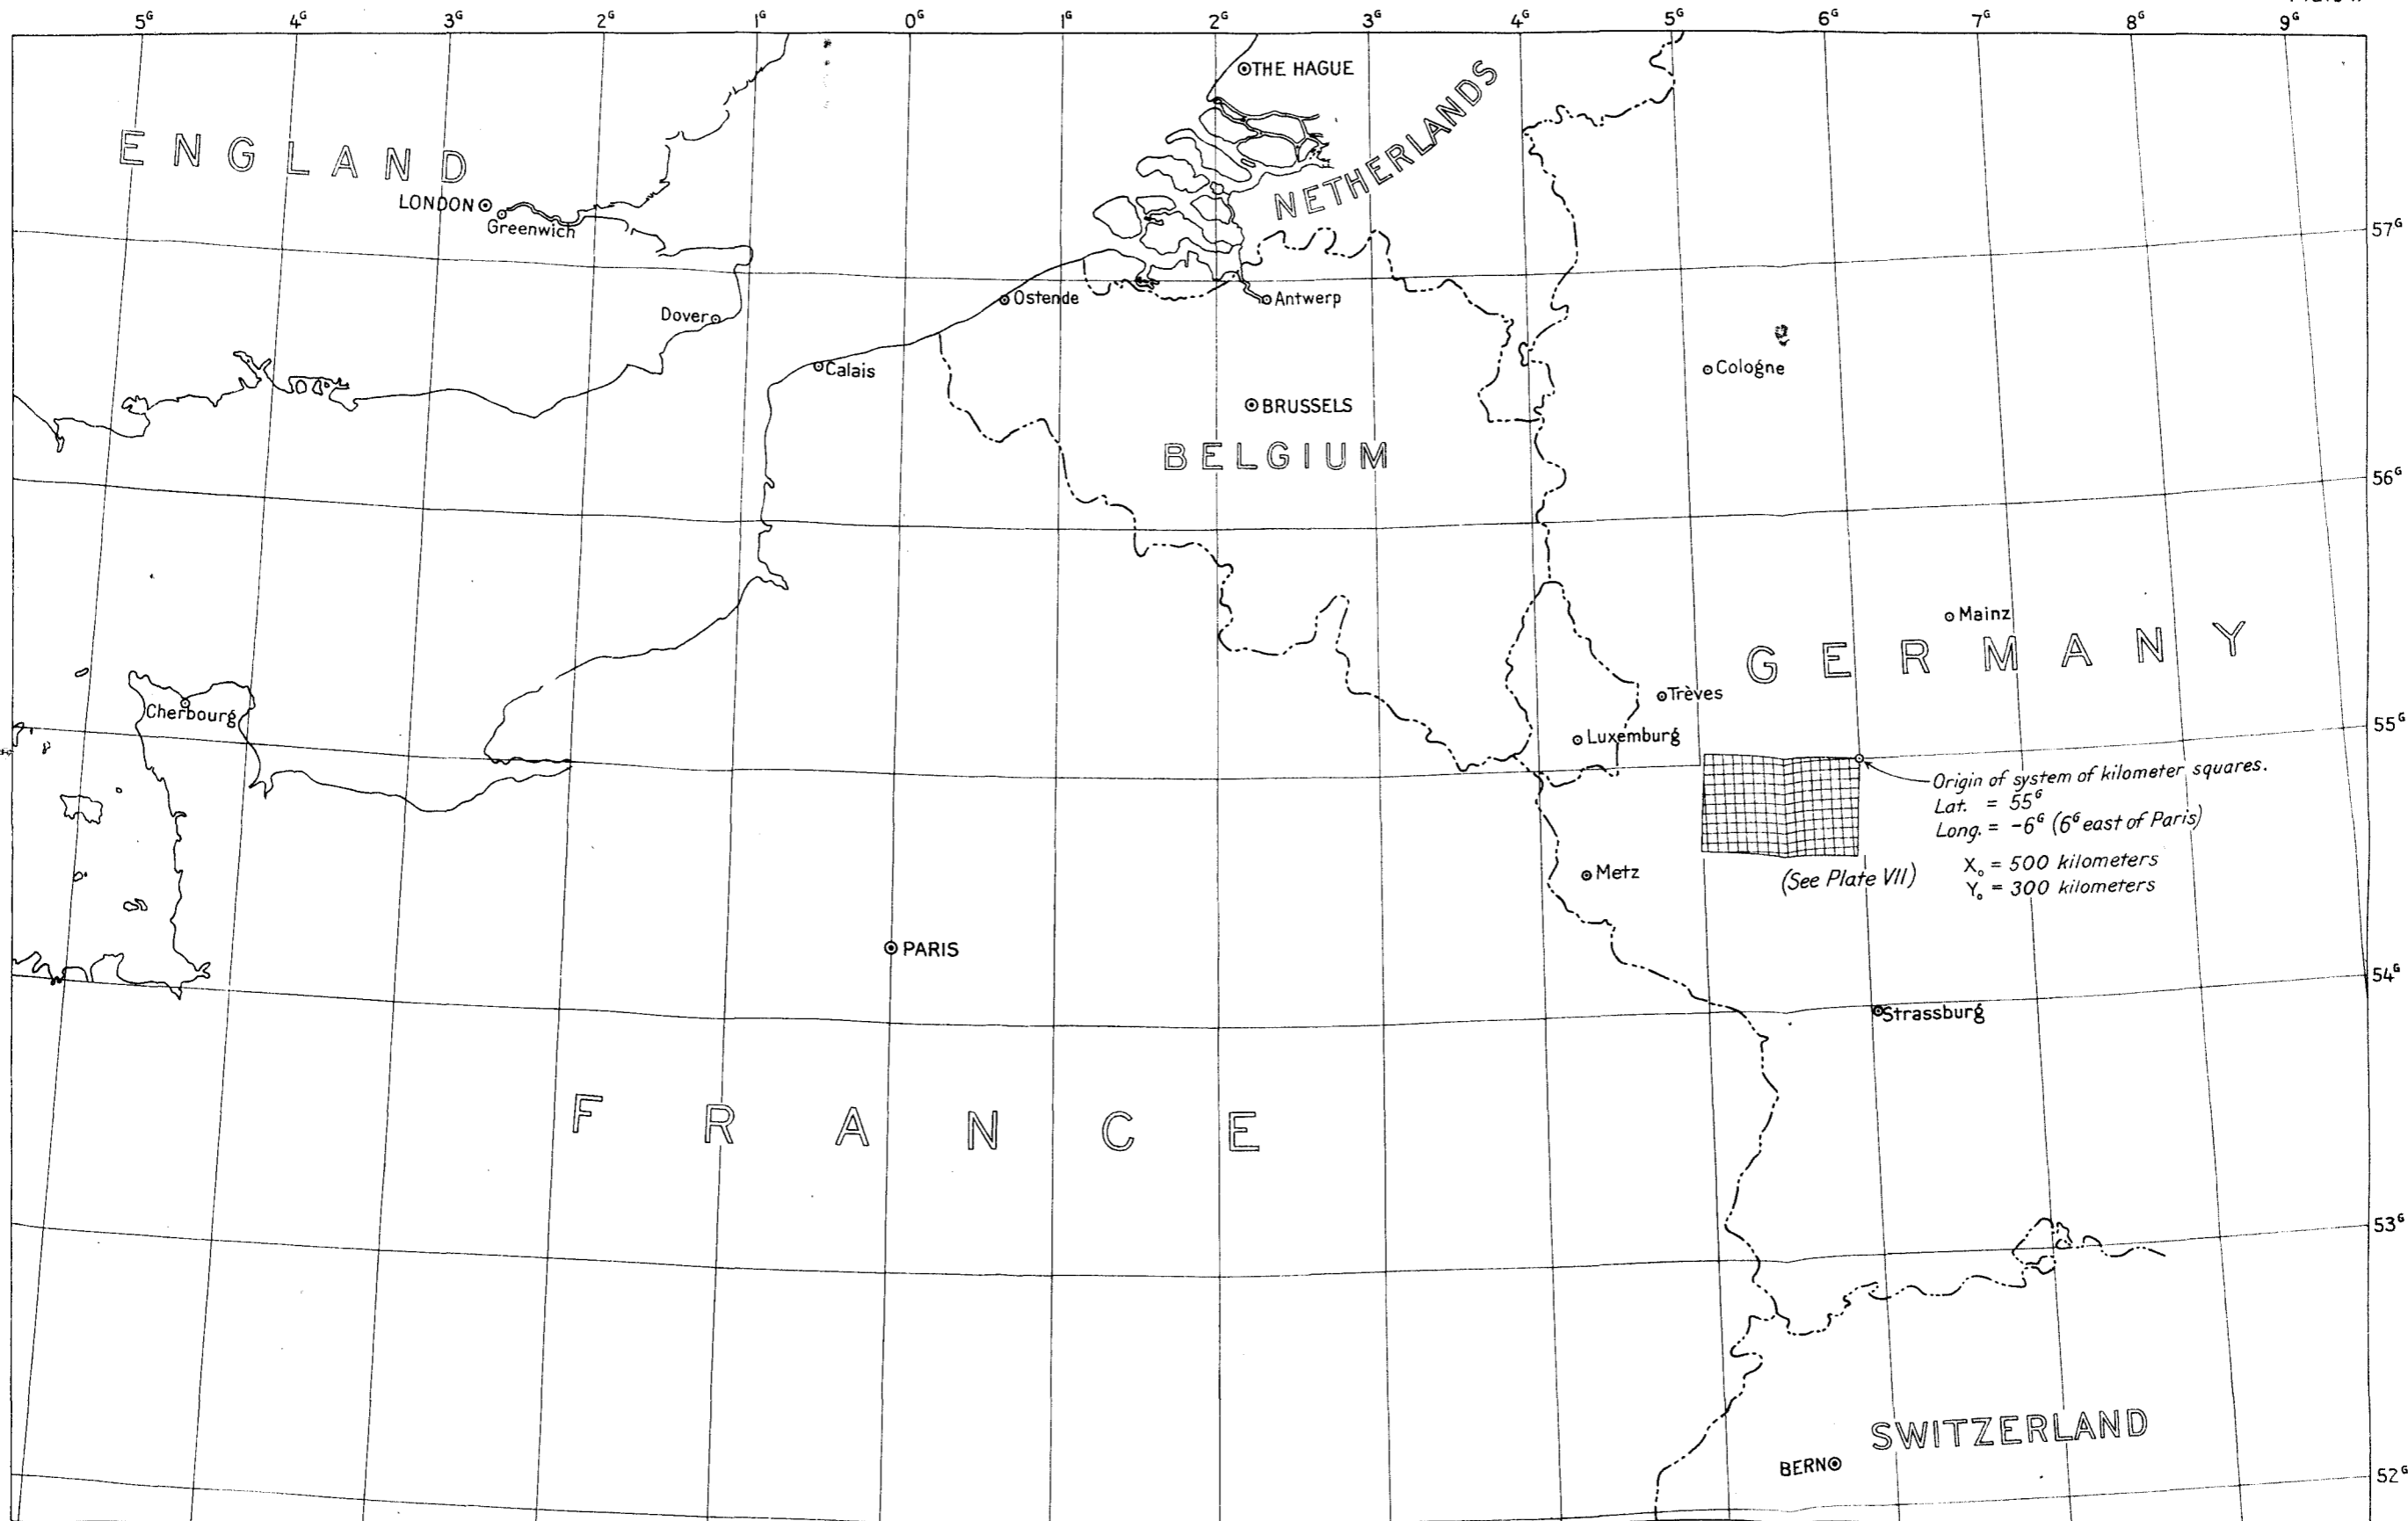 5ᴳ 4ᴳ 3ᴳ 2ᴳ 1ᴳ 0ᴳ 1ᴳ 2ᴳ 3ᴳ 4ᴳ 5ᴳ 6ᴳ 7ᴳ 8ᴳ 9ᴳ
THE HAGUE
NETHERLANDS
ENGLAND
LONDON
Greenwich
57ᴳ
Ostende
Antwerp
Dover
Calais
Cologne
BRUSSELS
BELGIUM
56ᴳ
Mainz
GERMANY
Trèves
Cherbourg
Luxemburg
55ᴳ
Origin of system of kilometer squares.
Lat. = 55ᴳ
Long. = -6ᴳ (6ᴳ east of Paris)
X₀ = 500 kilometers
Y₀ = 300 kilometers
(See Plate VII)
Metz
PARIS
54ᴳ
Strassburg
FRANCE
53ᴳ
SWITZERLAND
BERN
52ᴳ